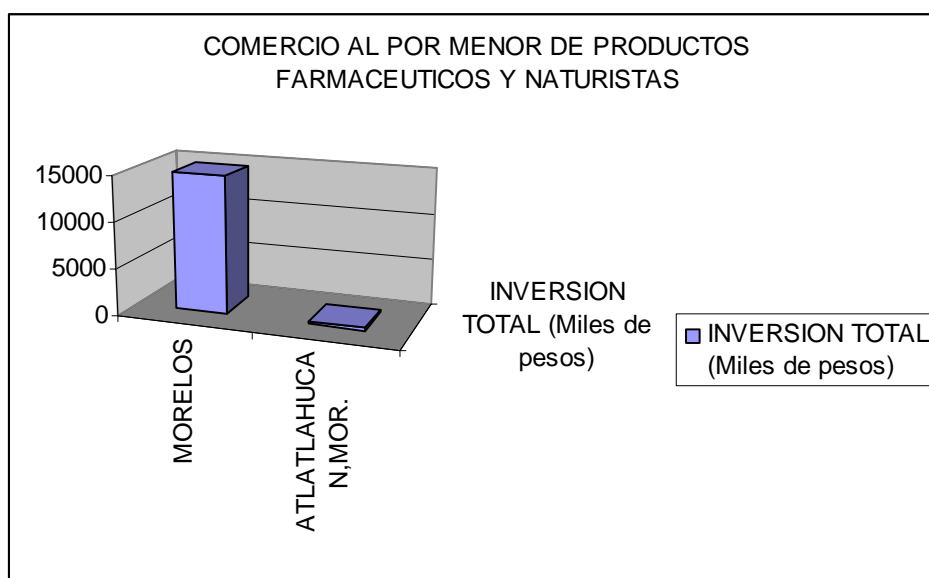 COMERCIO AL POR MENOR DE PRODUCTOS
FARMACEUTICOS Y NATURISTAS
15000
10000
5000
0
MORELOS
ATLATLAHUCA
N,MOR.
INVERSION
TOTAL (Miles de
pesos)
INVERSION TOTAL
(Miles de pesos)